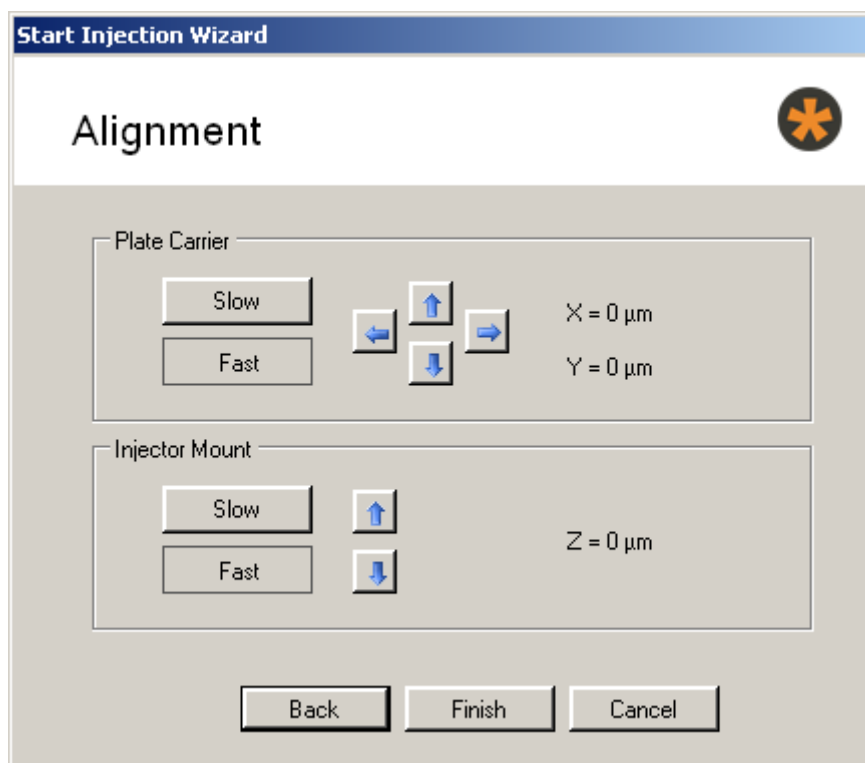 Start Injection Wizard
Alignment
Plate Carrier
Slow
X = 0 µm
Fast
Y = 0 µm
Injector Mount
Slow
Z = 0 µm
Fast
Back Finish Cancel